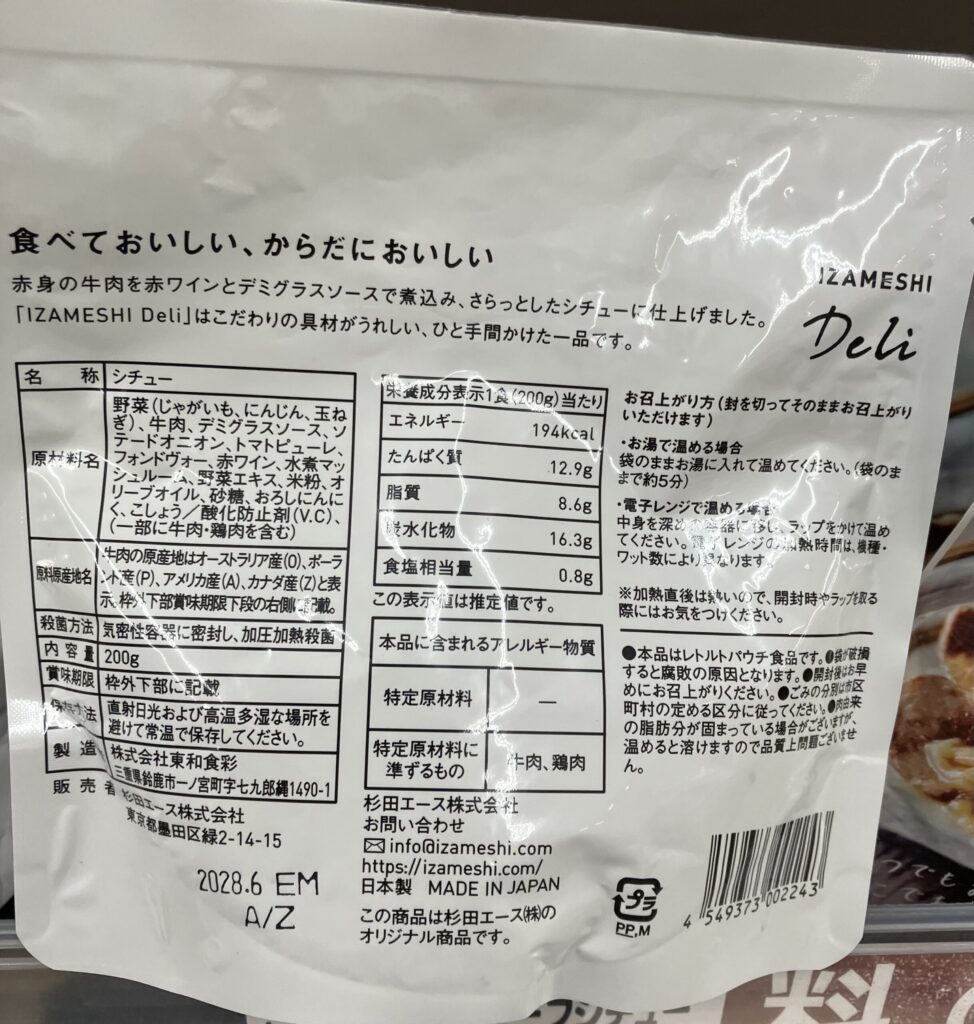 食べておいしい、からだにおいしい
赤身の牛肉を赤ワインとデミグラスソースで煮込み、さらっとしたシチューに仕上げました。
「IZAMESHI Deli」はこだわりの具材がうれしい、ひと手間かけた一品です。
IZAMESHI
Deli
名称 シチュー
原材料名 野菜(じゃがいも、にんじん、玉ね
ぎ)、牛肉、デミグラスソース、ソ
テードオニオン、トマトピューレ、
フォンドヴォー、赤ワイン、水煮マッ
シュルーム、野菜エキス、米粉、オ
リーブオイル、砂糖、おろしにんに
く、こしょう/酸化防止剤(V.C)、
(一部に牛肉・鶏肉を含む)
原料原産地名 牛肉の原産地はオーストラリア産(O)、ポーラ
ンド産(P)、アメリカ産(A)、カナダ産(Z)と表
示、枠外下部賞味期限下段の右側に記載。
殺菌方法 気密性容器に密封し、加圧加熱殺菌
内容量 200g
賞味期限 枠外下部に記載
保存方法 直射日光および高温多湿な場所を
避けて常温で保存してください。
製造 株式会社東和食彩
三重県鈴鹿市一ノ宮町字七九郎縄1490-1
販売者 杉田エース株式会社
東京都墨田区緑2-14-15
2028.6 EM
A/Z
栄養成分表示1食(200g)当たり
エネルギー 194kcal
たんぱく質 12.9g
脂質 8.6g
炭水化物 16.3g
食塩相当量 0.8g
この表示値は推定値です。
本品に含まれるアレルギー物質
特定原材料 —
特定原材料に
準ずるもの 牛肉、鶏肉
杉田エース株式会社
お問い合わせ
info@izameshi.com
https://izameshi.com/
日本製 MADE IN JAPAN
この商品は杉田エース㈱の
オリジナル商品です。
お召上がり方(封を切ってそのままお召上がり
いただけます)
・お湯で温める場合
袋のままお湯に入れて温めてください。(袋のま
まで約5分)
・電子レンジで温める場合
中身を深めの容器に移し、ラップをかけて温め
てください。電子レンジの加熱時間は、機種・
ワット数により異なります。
※加熱直後は熱いので、開封時やラップを取る
際にはお気をつけください。
●本品はレトルトパウチ食品です。●袋が破損
すると腐敗の原因となります。●開封後はお早
めにお召上がりください。●ごみの分別は市区
町村の定める区分に従ってください。●肉由来
の脂肪分が固まっている場合がございますが、
温めると溶けますので品質上問題ございませ
ん。
プラ
PP,M
4 549373 002243
料